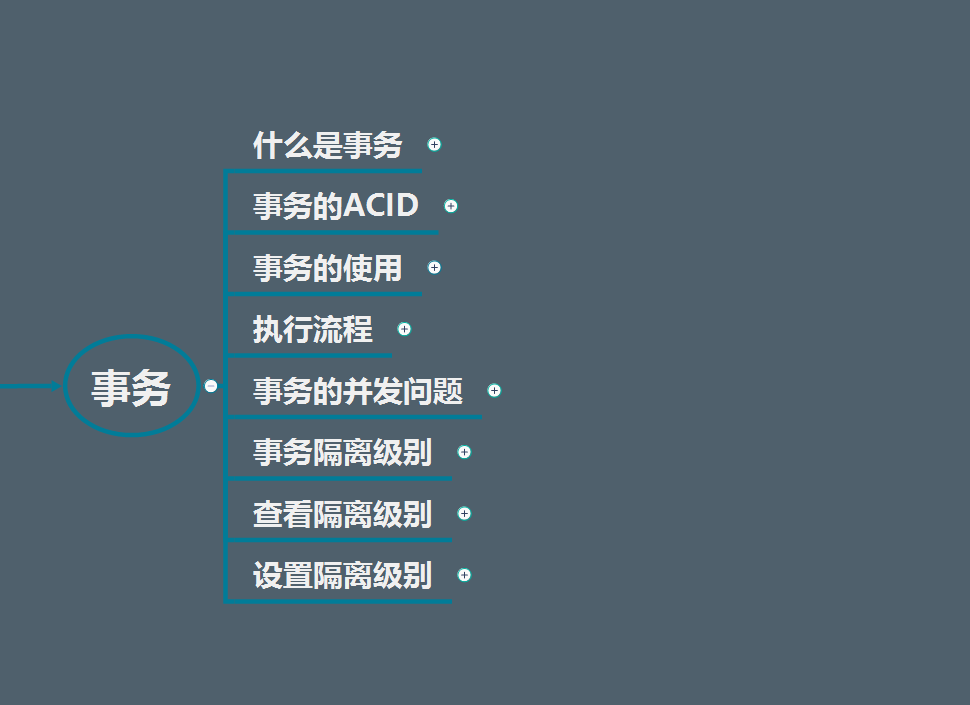 什么是事务
事务的ACID
事务的使用
执行流程
事务
事务的并发问题
事务隔离级别
查看隔离级别
设置隔离级别